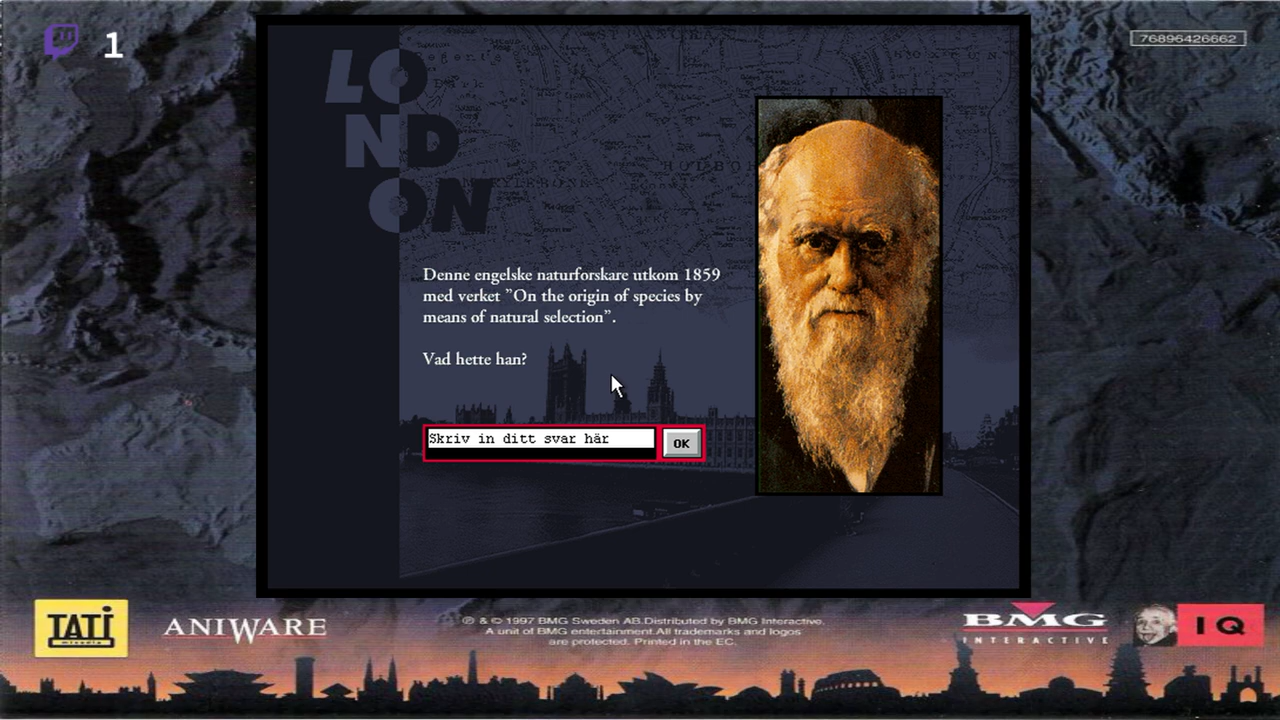 1
76896426662
LO
ND
ON
Denne engelske naturforskare utkom 1859
med verket ”On the origin of species by
means of natural selection”.
Vad hette han?
Skriv in ditt svar här
OK
TATi
mixedia
ANIWARE
℗ & © 1997 BMG Sweden AB.Distributed by BMG Interactive.
A unit of BMG entertainment.All trademarks and logos
are protected. Printed in the EC.
BMG
INTERACTIVE
IQ